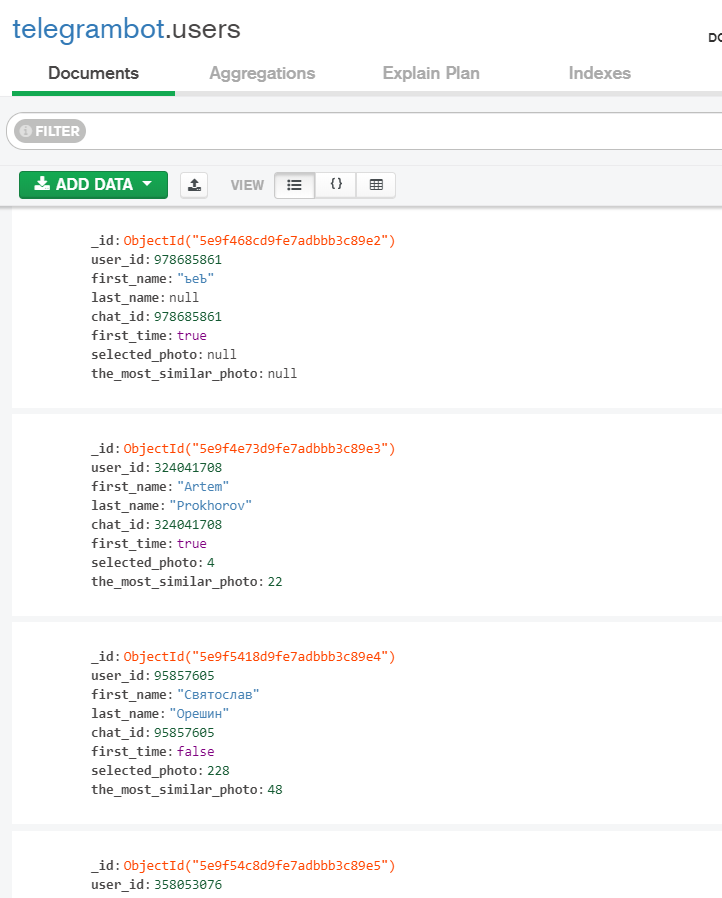 telegrambot.users
Documents Aggregations Explain Plan Indexes
FILTER
ADD DATA VIEW { }
_id: ObjectId("5e9f468cd9fe7adbbb3c89e2")
user_id: 978685861
first_name: "ъеЪ"
last_name: null
chat_id: 978685861
first_time: true
selected_photo: null
the_most_similar_photo: null
_id: ObjectId("5e9f4e73d9fe7adbbb3c89e3")
user_id: 324041708
first_name: "Artem"
last_name: "Prokhorov"
chat_id: 324041708
first_time: true
selected_photo: 4
the_most_similar_photo: 22
_id: ObjectId("5e9f5418d9fe7adbbb3c89e4")
user_id: 95857605
first_name: "Святослав"
last_name: "Орешин"
chat_id: 95857605
first_time: false
selected_photo: 228
the_most_similar_photo: 48
_id: ObjectId("5e9f54c8d9fe7adbbb3c89e5")
user_id: 358053076